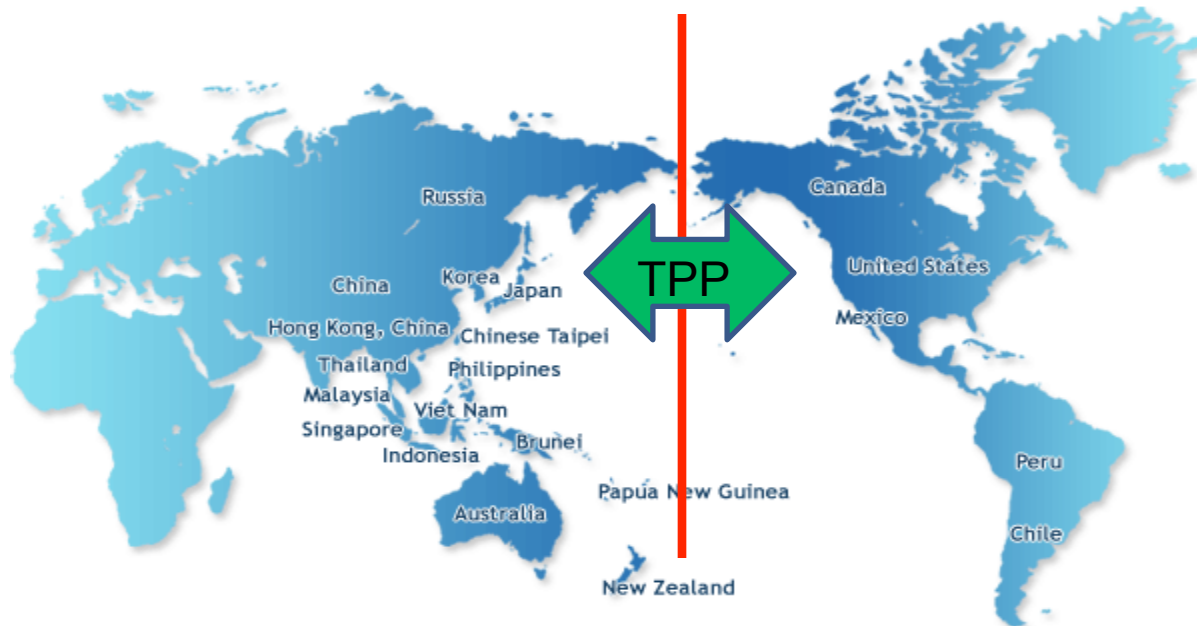 Russia
Canada
TPP
United States
China
Korea
Japan
Mexico
Hong Kong, China
Chinese Taipei
Thailand
Philippines
Malaysia
Viet Nam
Singapore
Brunei
Indonesia
Peru
Papua New Guinea
Australia
Chile
New Zealand